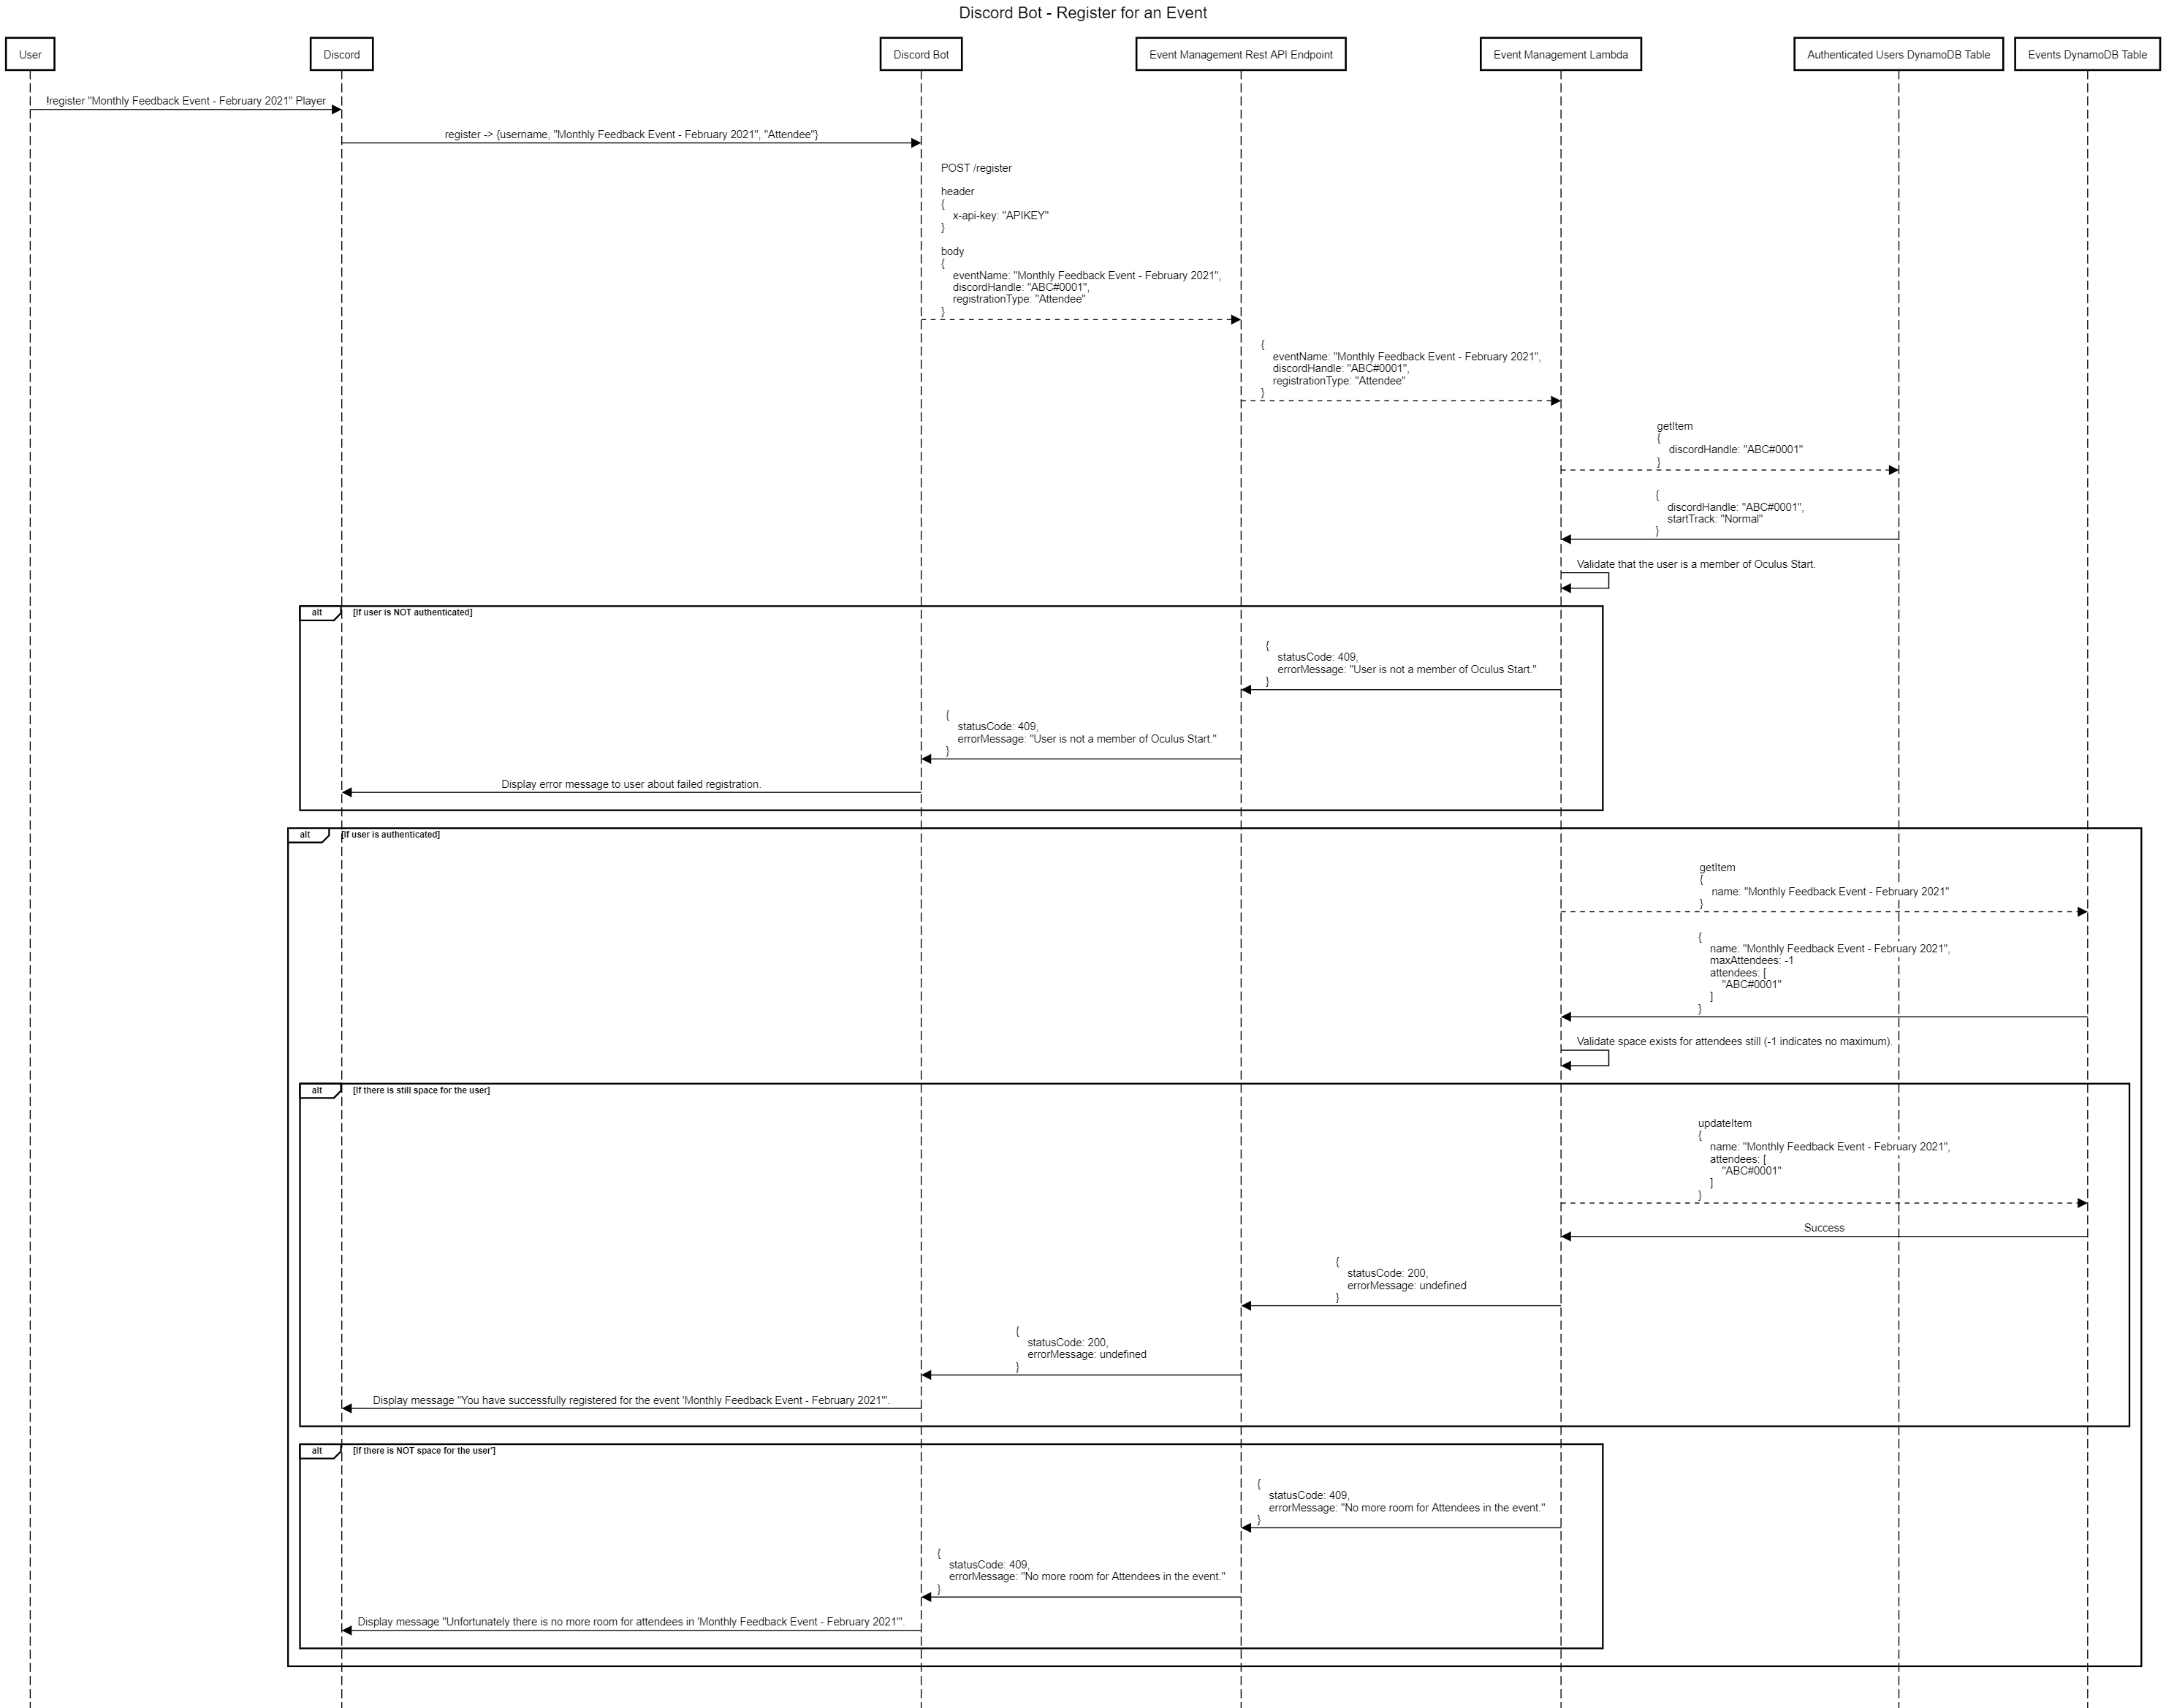 Discord Bot - Register for an Event
User
Discord
Discord Bot
Event Management Rest API Endpoint
Event Management Lambda
Authenticated Users DynamoDB Table
Events DynamoDB Table
!register "Monthly Feedback Event - February 2021" Player
register -> {username, "Monthly Feedback Event - February 2021", "Attendee"}
POST /register
header
{
x-api-key: "APIKEY"
}
body
{
eventName: "Monthly Feedback Event - February 2021",
discordHandle: "ABC#0001",
registrationType: "Attendee"
}
{
eventName: "Monthly Feedback Event - February 2021",
discordHandle: "ABC#0001",
registrationType: "Attendee"
}
getItem
{
discordHandle: "ABC#0001"
}
{
discordHandle: "ABC#0001",
startTrack: "Normal"
}
Validate that the user is a member of Oculus Start.
alt
[If user is NOT authenticated]
{
statusCode: 409,
errorMessage: "User is not a member of Oculus Start."
}
{
statusCode: 409,
errorMessage: "User is not a member of Oculus Start."
}
Display error message to user about failed registration.
alt
[If user is authenticated]
getItem
{
name: "Monthly Feedback Event - February 2021"
}
{
name: "Monthly Feedback Event - February 2021",
maxAttendees: -1
attendees: [
"ABC#0001"
]
}
Validate space exists for attendees still (-1 indicates no maximum).
alt
[If there is still space for the user]
updateItem
{
name: "Monthly Feedback Event - February 2021",
attendees: [
"ABC#0001"
]
}
Success
{
statusCode: 200,
errorMessage: undefined
}
{
statusCode: 200,
errorMessage: undefined
}
Display message "You have successfully registered for the event 'Monthly Feedback Event - February 2021'".
alt
[If there is NOT space for the user']
{
statusCode: 409,
errorMessage: "No more room for Attendees in the event."
}
{
statusCode: 409,
errorMessage: "No more room for Attendees in the event."
}
Display message "Unfortunately there is no more room for attendees in 'Monthly Feedback Event - February 2021'".